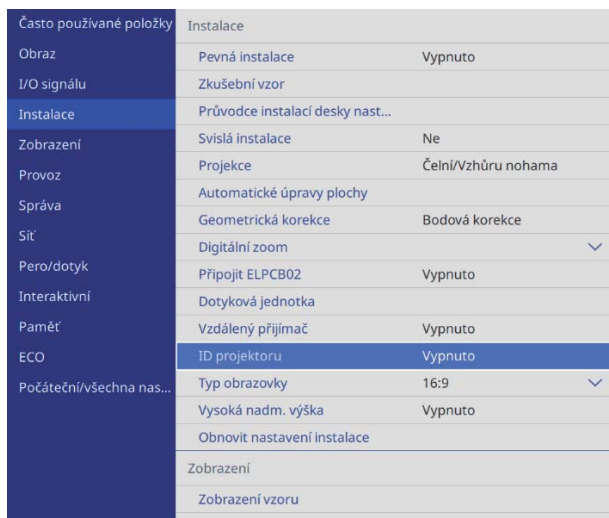 Často používané položky
Obraz
I/O signálu
Instalace
Zobrazení
Provoz
Správa
Síť
Pero/dotyk
Interaktivní
Paměť
ECO
Počáteční/všechna nas...
Instalace
Pevná instalace Vypnuto
Zkušební vzor
Průvodce instalací desky nast...
Svislá instalace Ne
Projekce Čelní/Vzhůru nohama
Automatické úpravy plochy
Geometrická korekce Bodová korekce
Digitální zoom
Připojit ELPCB02 Vypnuto
Dotyková jednotka
Vzdálený přijímač Vypnuto
ID projektoru Vypnuto
Typ obrazovky 16:9
Vysoká nadm. výška Vypnuto
Obnovit nastavení instalace
Zobrazení
Zobrazení vzoru